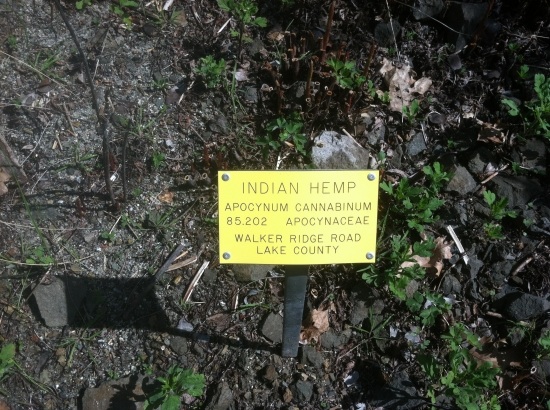 INDIAN HEMP
APOCYNUM CANNABINUM
85.202 APOCYNACEAE
WALKER RIDGE ROAD
LAKE COUNTY